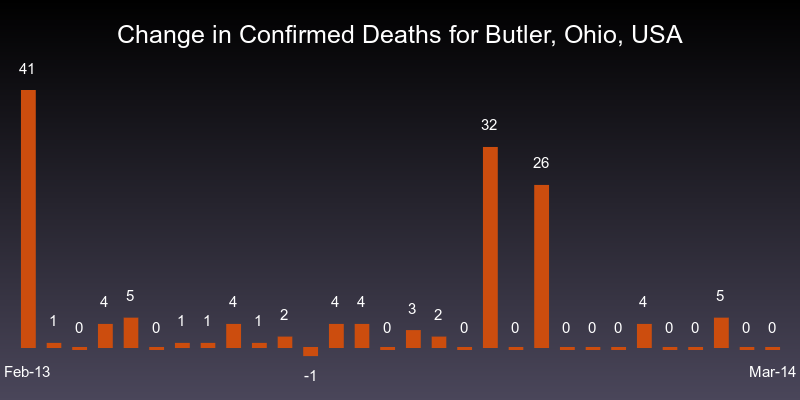 Change in Confirmed Deaths for Butler, Ohio, USA
41 1 0 4 5 0 1 1 4 1 2 -1 4 4 0 3 2 0 32 0 26 0 0 0 4 0 0 5 0 0
Feb-13 Mar-14